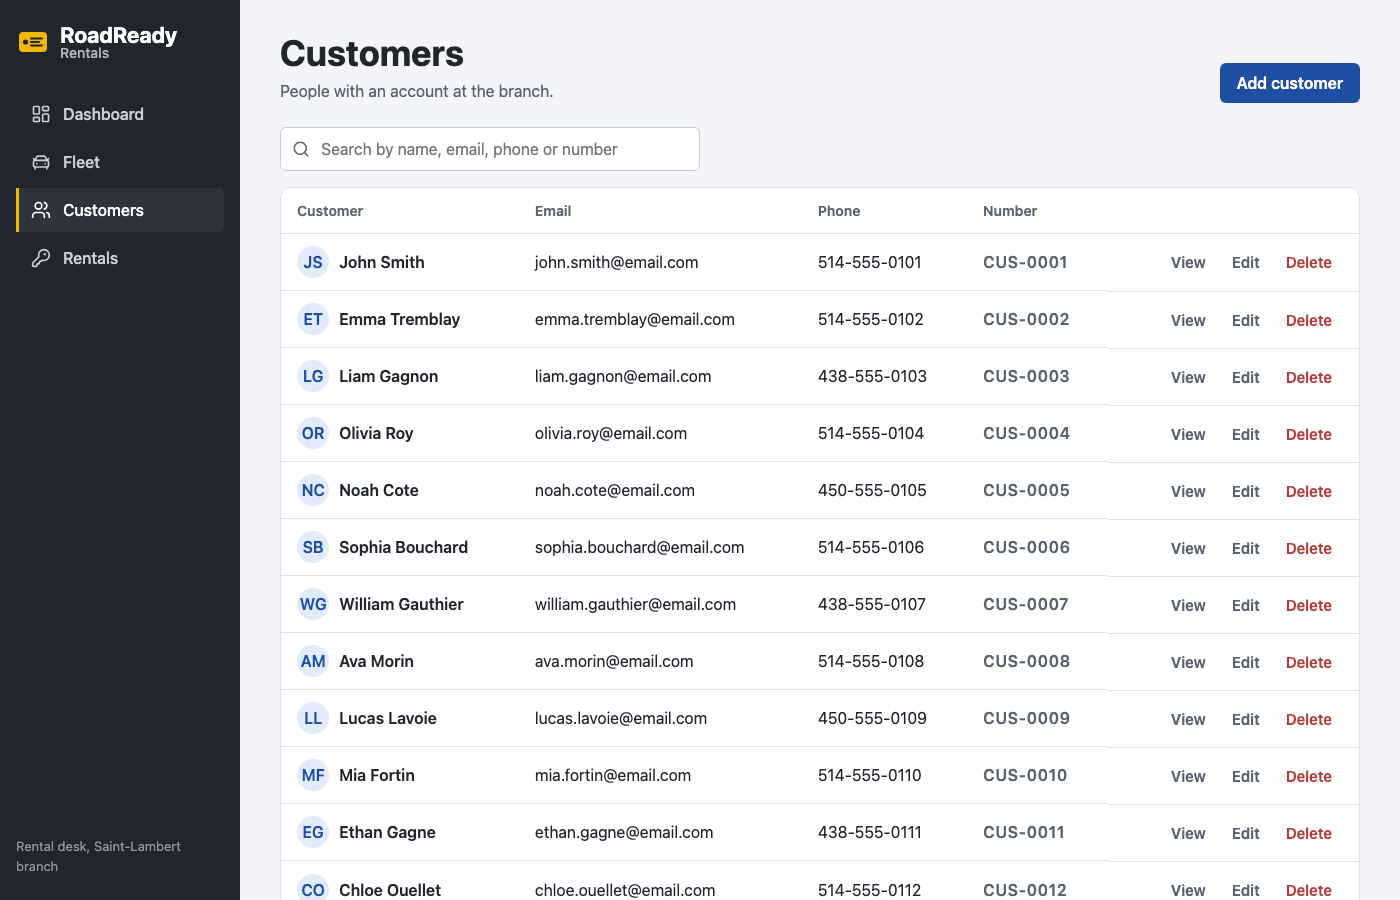 RoadReady
Rentals
Dashboard
Fleet
Customers
Rentals
Rental desk, Saint-Lambert
branch
Customers
People with an account at the branch.
Add customer
Search by name, email, phone or number
Customer Email Phone Number
JS John Smith john.smith@email.com 514-555-0101 CUS-0001 View Edit Delete
ET Emma Tremblay emma.tremblay@email.com 514-555-0102 CUS-0002 View Edit Delete
LG Liam Gagnon liam.gagnon@email.com 438-555-0103 CUS-0003 View Edit Delete
OR Olivia Roy olivia.roy@email.com 514-555-0104 CUS-0004 View Edit Delete
NC Noah Cote noah.cote@email.com 450-555-0105 CUS-0005 View Edit Delete
SB Sophia Bouchard sophia.bouchard@email.com 514-555-0106 CUS-0006 View Edit Delete
WG William Gauthier william.gauthier@email.com 438-555-0107 CUS-0007 View Edit Delete
AM Ava Morin ava.morin@email.com 514-555-0108 CUS-0008 View Edit Delete
LL Lucas Lavoie lucas.lavoie@email.com 450-555-0109 CUS-0009 View Edit Delete
MF Mia Fortin mia.fortin@email.com 514-555-0110 CUS-0010 View Edit Delete
EG Ethan Gagne ethan.gagne@email.com 438-555-0111 CUS-0011 View Edit Delete
CO Chloe Ouellet chloe.ouellet@email.com 514-555-0112 CUS-0012 View Edit Delete